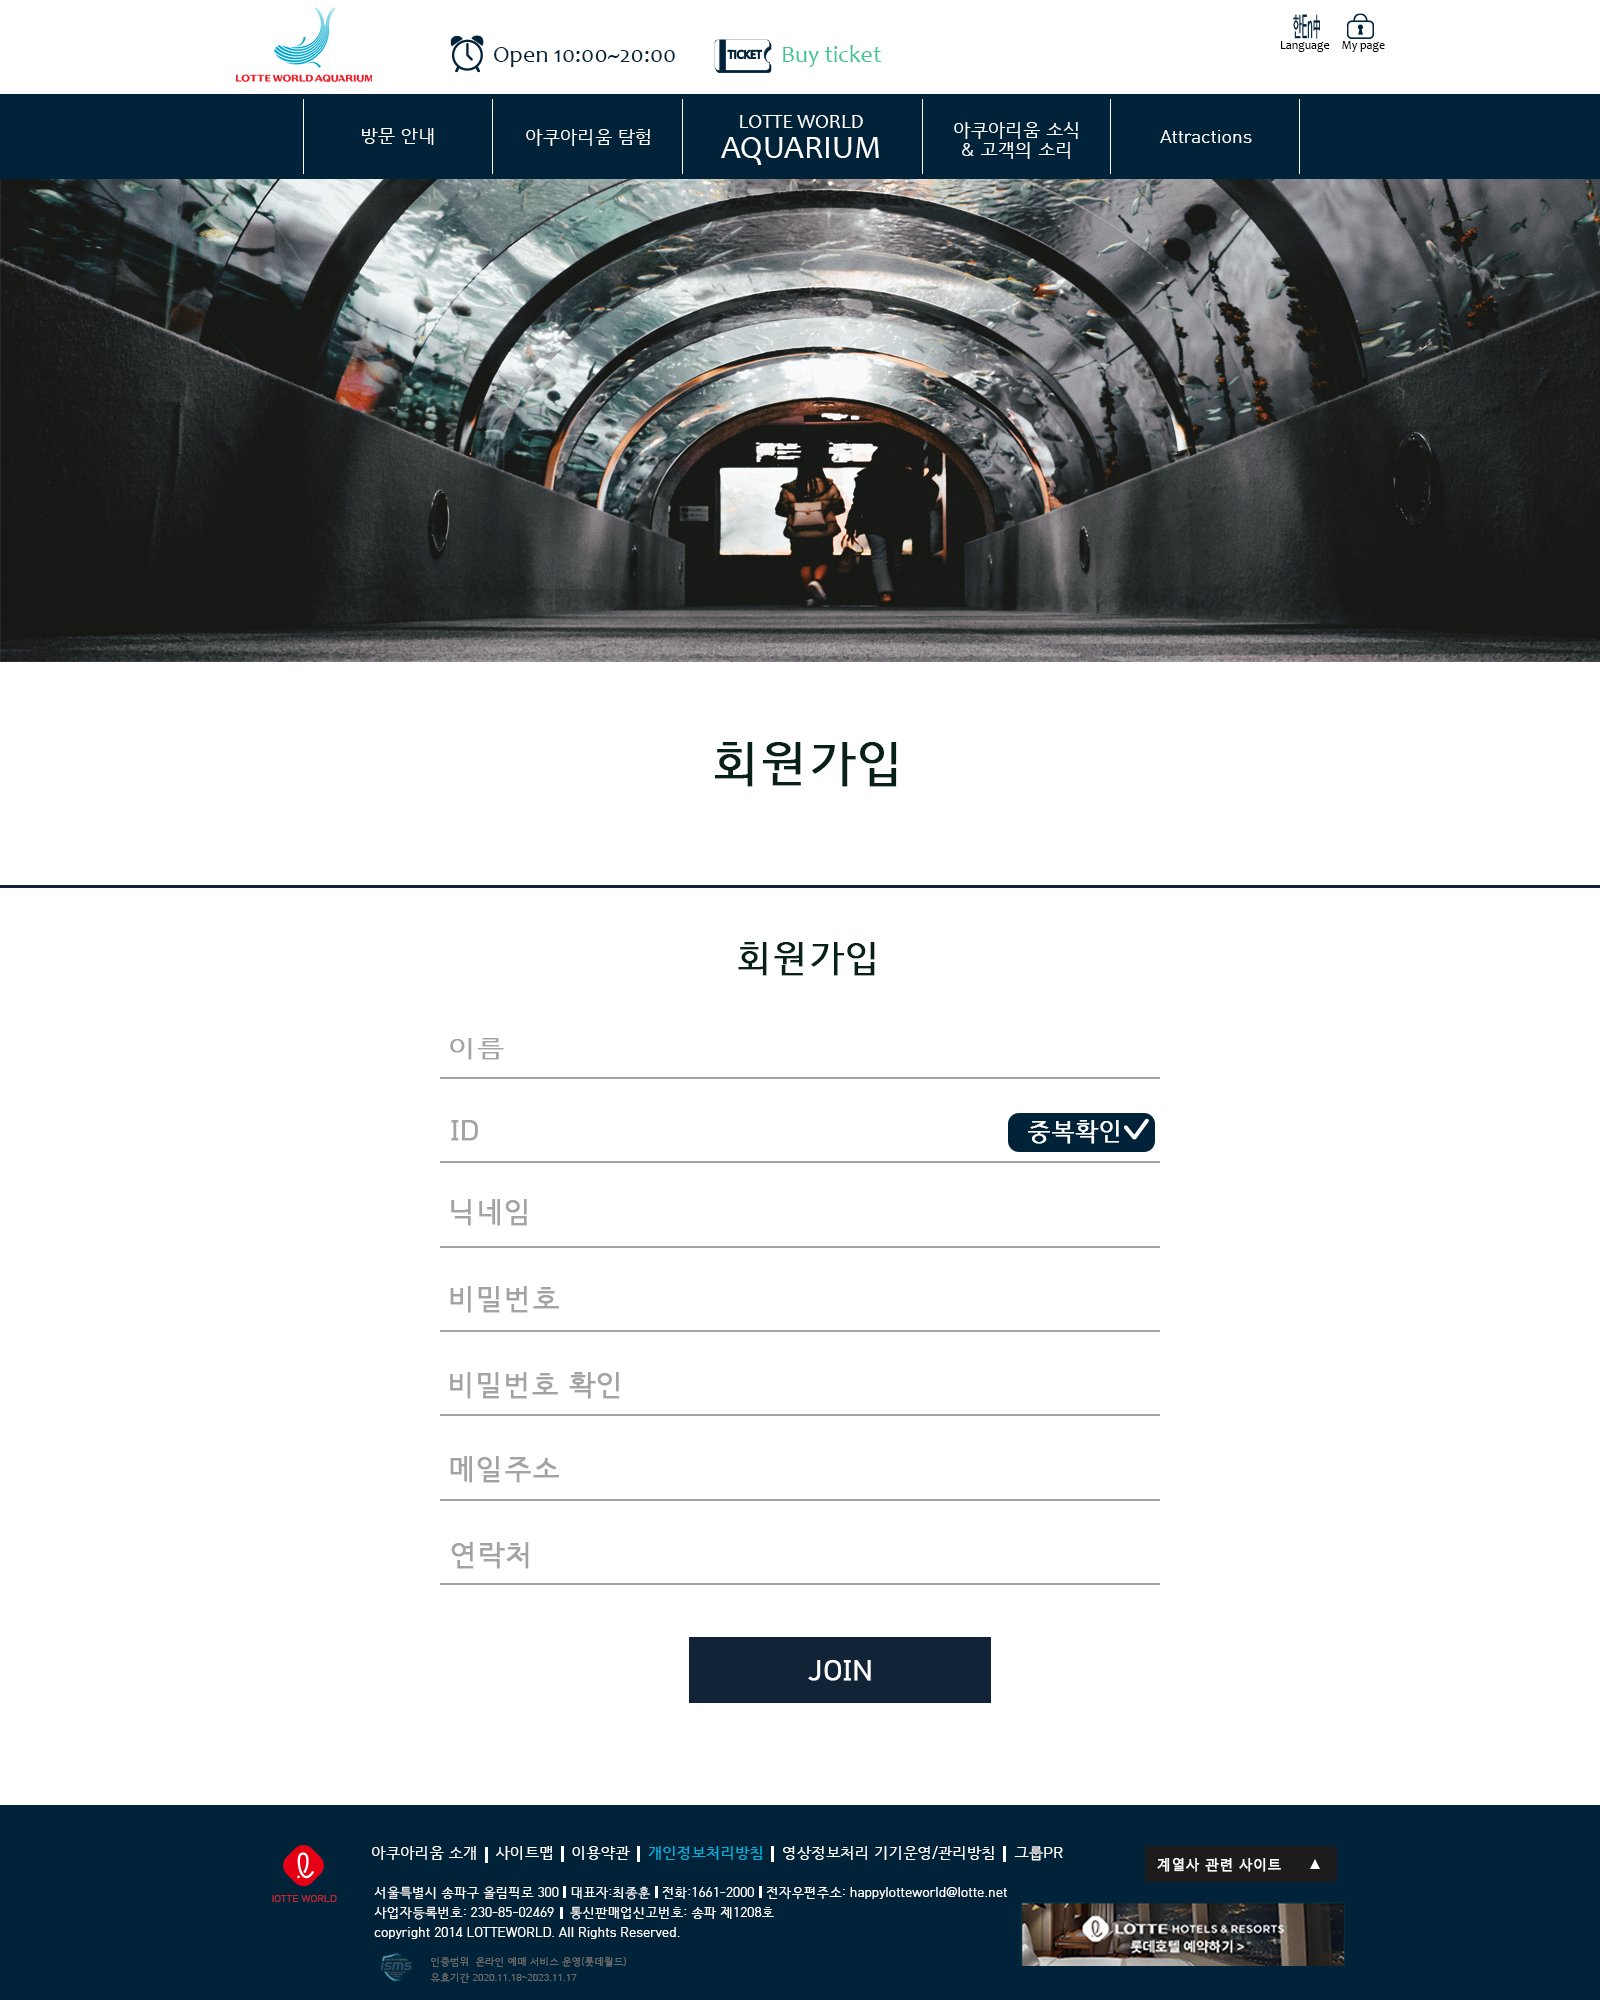 LOTTE WORLD AQUARIUM
Open 10:00~20:00
TICKET
Buy ticket
한En中
Language
My page
방문 안내
아쿠아리움 탐험
LOTTE WORLD
AQUARIUM
아쿠아리움 소식
& 고객의 소리
Attractions
회원가입
회원가입
이름
ID
중복확인
닉네임
비밀번호
비밀번호 확인
메일주소
연락처
JOIN
lOTTE WORLD
아쿠아리움 소개 | 사이트맵 | 이용약관 | 개인정보처리방침 | 영상정보처리 기기운영/관리방침 | 그룹PR
서울특별시 송파구 올림픽로 300 | 대표자:최종훈 | 전화:1661-2000 | 전자우편주소: happylotteworld@lotte.net
사업자등록번호: 230-85-02469 | 통신판매업신고번호: 송파 제1208호
copyright 2014 LOTTEWORLD. All Rights Reserved.
isms
인증범위 온라인 예매 서비스 운영(롯데월드)
유효기간 2020.11.18~2023.11.17
계열사 관련 사이트 ▲
LOTTE HOTELS & RESORTS
롯데호텔 예약하기 >